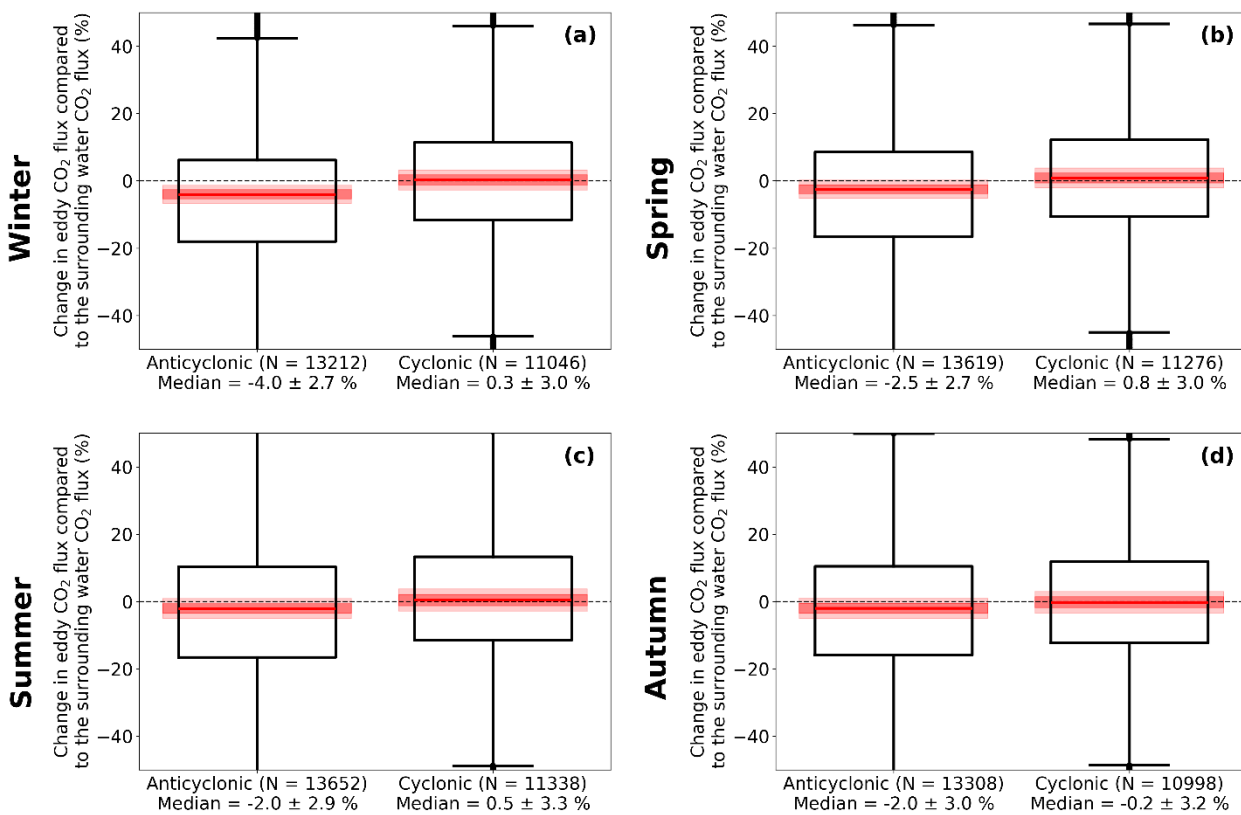 Winter
Change in eddy CO₂ flux compared
to the surrounding water CO₂ flux (%)
40
20
0
−20
−40
(a)
Anticyclonic (N = 13212)
Median = -4.0 ± 2.7 %
Cyclonic (N = 11046)
Median = 0.3 ± 3.0 %
Spring
Change in eddy CO₂ flux compared
to the surrounding water CO₂ flux (%)
40
20
0
−20
−40
(b)
Anticyclonic (N = 13619)
Median = -2.5 ± 2.7 %
Cyclonic (N = 11276)
Median = 0.8 ± 3.0 %
Summer
Change in eddy CO₂ flux compared
to the surrounding water CO₂ flux (%)
40
20
0
−20
−40
(c)
Anticyclonic (N = 13652)
Median = -2.0 ± 2.9 %
Cyclonic (N = 11338)
Median = 0.5 ± 3.3 %
Autumn
Change in eddy CO₂ flux compared
to the surrounding water CO₂ flux (%)
40
20
0
−20
−40
(d)
Anticyclonic (N = 13308)
Median = -2.0 ± 3.0 %
Cyclonic (N = 10998)
Median = -0.2 ± 3.2 %